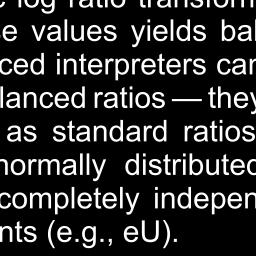 log ratio transform
values yields bal
ced interpreters can
lanced ratios — they
as standard ratios
normally distributed
completely indepen
nts (e.g., eU).